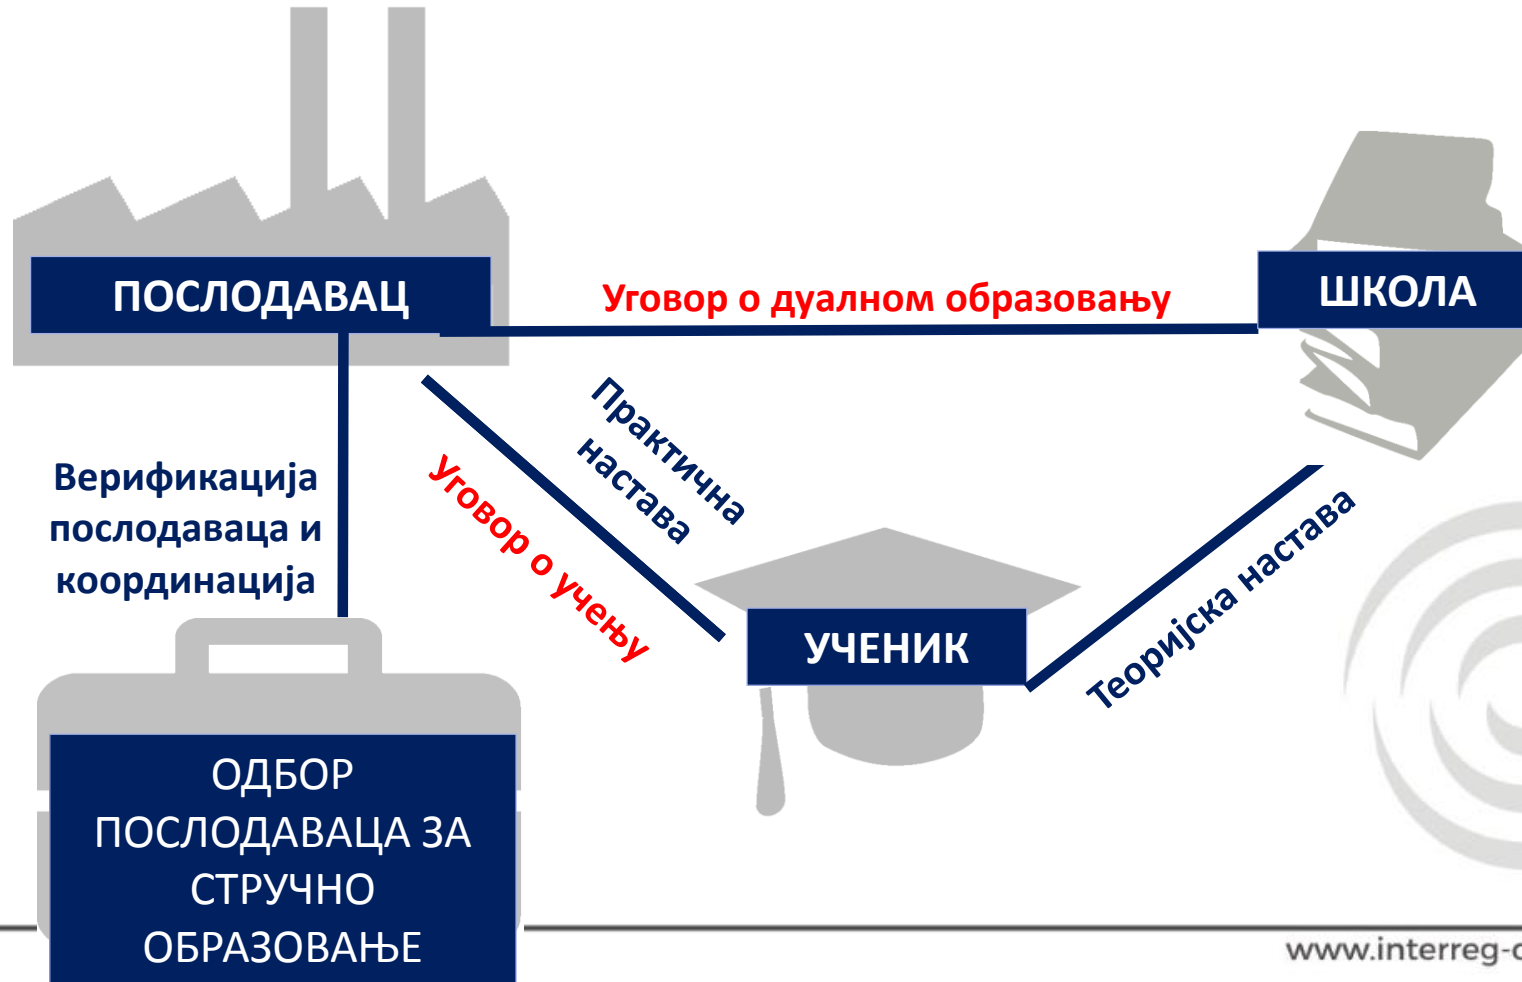 ПОСЛОДАВАЦ
Уговор о дуалном образовању
ШКОЛА
Практична
настава
Уговор о учењу
Верификација
послодаваца и
координација
Теоријска настава
УЧЕНИК
ОДБОР
ПОСЛОДАВАЦА ЗА
СТРУЧНО
ОБРАЗОВАЊЕ
www.interreg-c